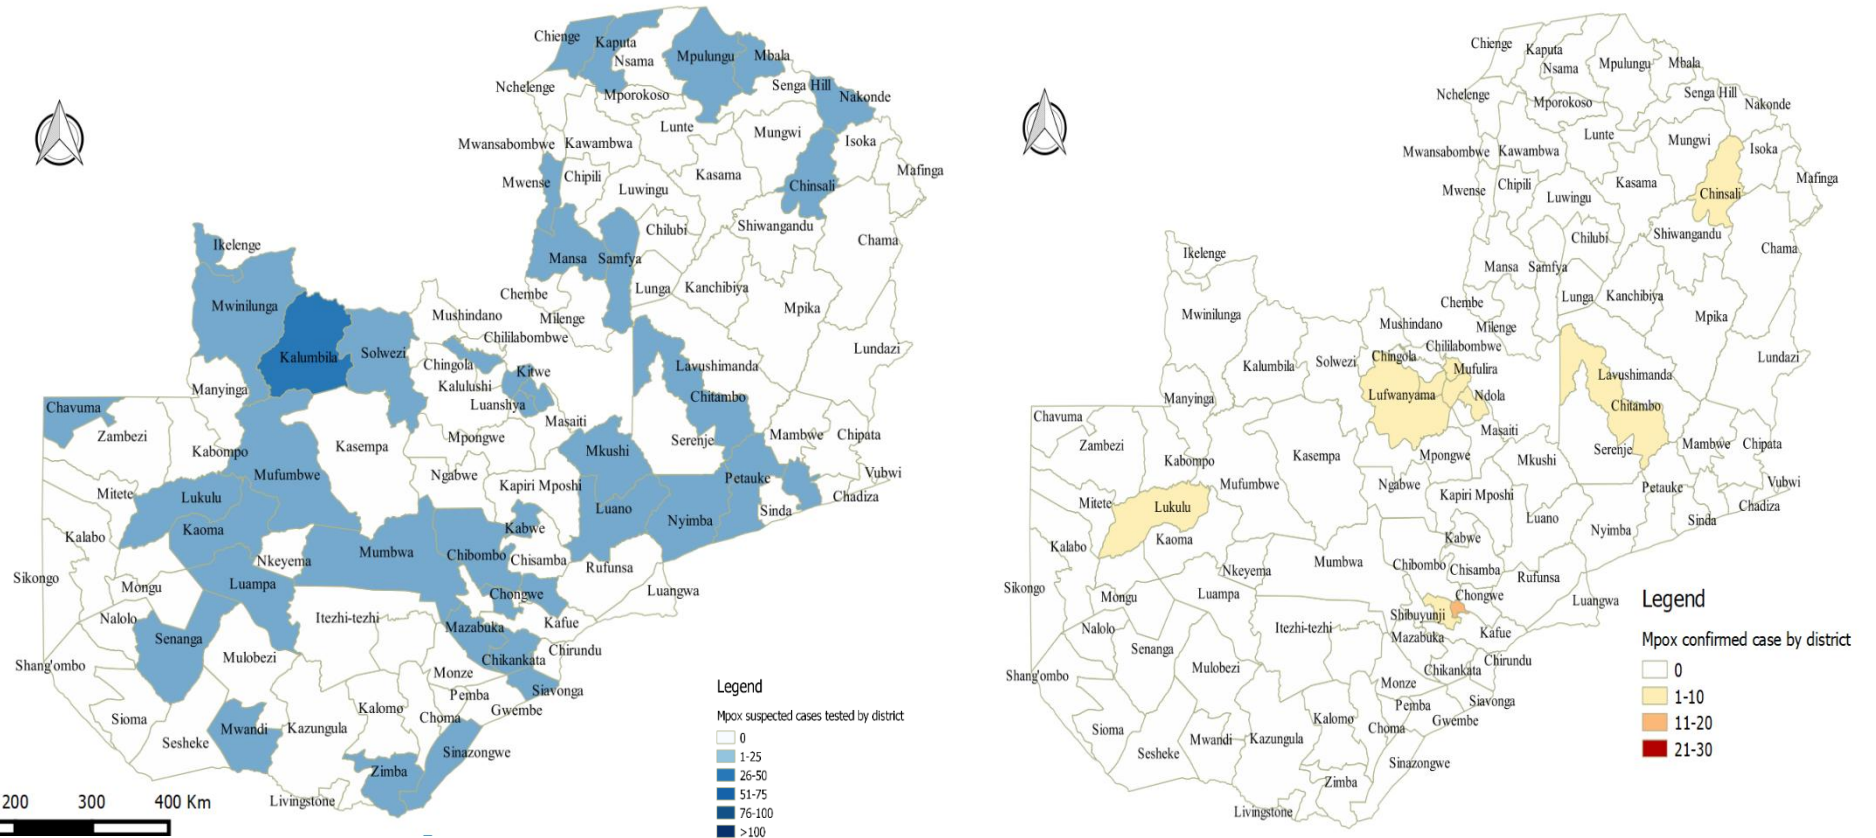 Chienge
Kaputa
Nsama
Mpulungu
Mbala
Nchelenge
Mporokoso
Senga Hill
Nakonde
Lunte
Mungwi
Isoka
Mwansabombwe
Kawambwa
Mafinga
Mwense
Chipili
Luwingu
Kasama
Chinsali
Chilubi
Shiwangandu
Chama
Ikelenge
Mansa
Samfya
Mwinilunga
Chembe
Lunga
Kanchibiya
Mpika
Mushindano
Milenge
Chililabombwe
Kalumbila
Solwezi
Chingola
Lavushimanda
Lundazi
Manyinga
Kalulushi
Kitwe
Luanshya
Chitambo
Chavuma
Zambezi
Masaiti
Kabompo
Kasempa
Mpongwe
Serenje
Mambwe
Chipata
Mkushi
Mufumbwe
Ngabwe
Petauke
Vubwi
Mitete
Lukulu
Kapiri Mposhi
Chadiza
Luano
Nyimba
Sinda
Kalabo
Kaoma
Kabwe
Mumbwa
Chibombo
Nkeyema
Chisamba
Rufunsa
Sikongo
Mongu
Luampa
Chongwe
Luangwa
Nalolo
Itezhi-tezhi
Kafue
Senanga
Mazabuka
Mulobezi
Chikankata
Chirundu
Shang'ombo
Monze
Siavonga
Pemba
Gwembe
Sioma
Mwandi
Kazungula
Kalomo
Choma
Sesheke
Sinazongwe
Zimba
Livingstone
200 300 400 Km
Legend
Mpox suspected cases tested by district
0
1-25
26-50
51-75
76-100
>100
Chienge
Kaputa
Nsama
Mpulungu
Mbala
Nchelenge
Mporokoso
Senga Hill
Nakonde
Lunte
Mungwi
Isoka
Mwansabombwe
Kawambwa
Mafinga
Mwense
Chipili
Luwingu
Kasama
Chinsali
Chilubi
Shiwangandu
Chama
Ikelenge
Mansa
Samfya
Lunga
Kanchibiya
Mwinilunga
Chembe
Mpika
Mushindano
Milenge
Chililabombwe
Kalumbila
Solwezi
Chingola
Mufulira
Lavushimanda
Lundazi
Manyinga
Lufwanyama
Ndola
Chitambo
Chavuma
Zambezi
Masaiti
Kabompo
Kasempa
Mpongwe
Mkushi
Serenje
Mambwe
Chipata
Mufumbwe
Ngabwe
Petauke
Vubwi
Mitete
Lukulu
Kapiri Mposhi
Chadiza
Luano
Nyimba
Sinda
Kalabo
Kaoma
Kabwe
Mumbwa
Chibombo
Nkeyema
Chisamba
Rufunsa
Sikongo
Mongu
Luampa
Chongwe
Luangwa
Shibuyunji
Nalolo
Itezhi-tezhi
Kafue
Mazabuka
Senanga
Mulobezi
Chikankata
Chirundu
Shang'ombo
Monze
Siavonga
Pemba
Gwembe
Sioma
Mwandi
Kazungula
Kalomo
Choma
Sesheke
Sinazongwe
Zimba
Livingstone
Legend
Mpox confirmed case by district
0
1-10
11-20
21-30